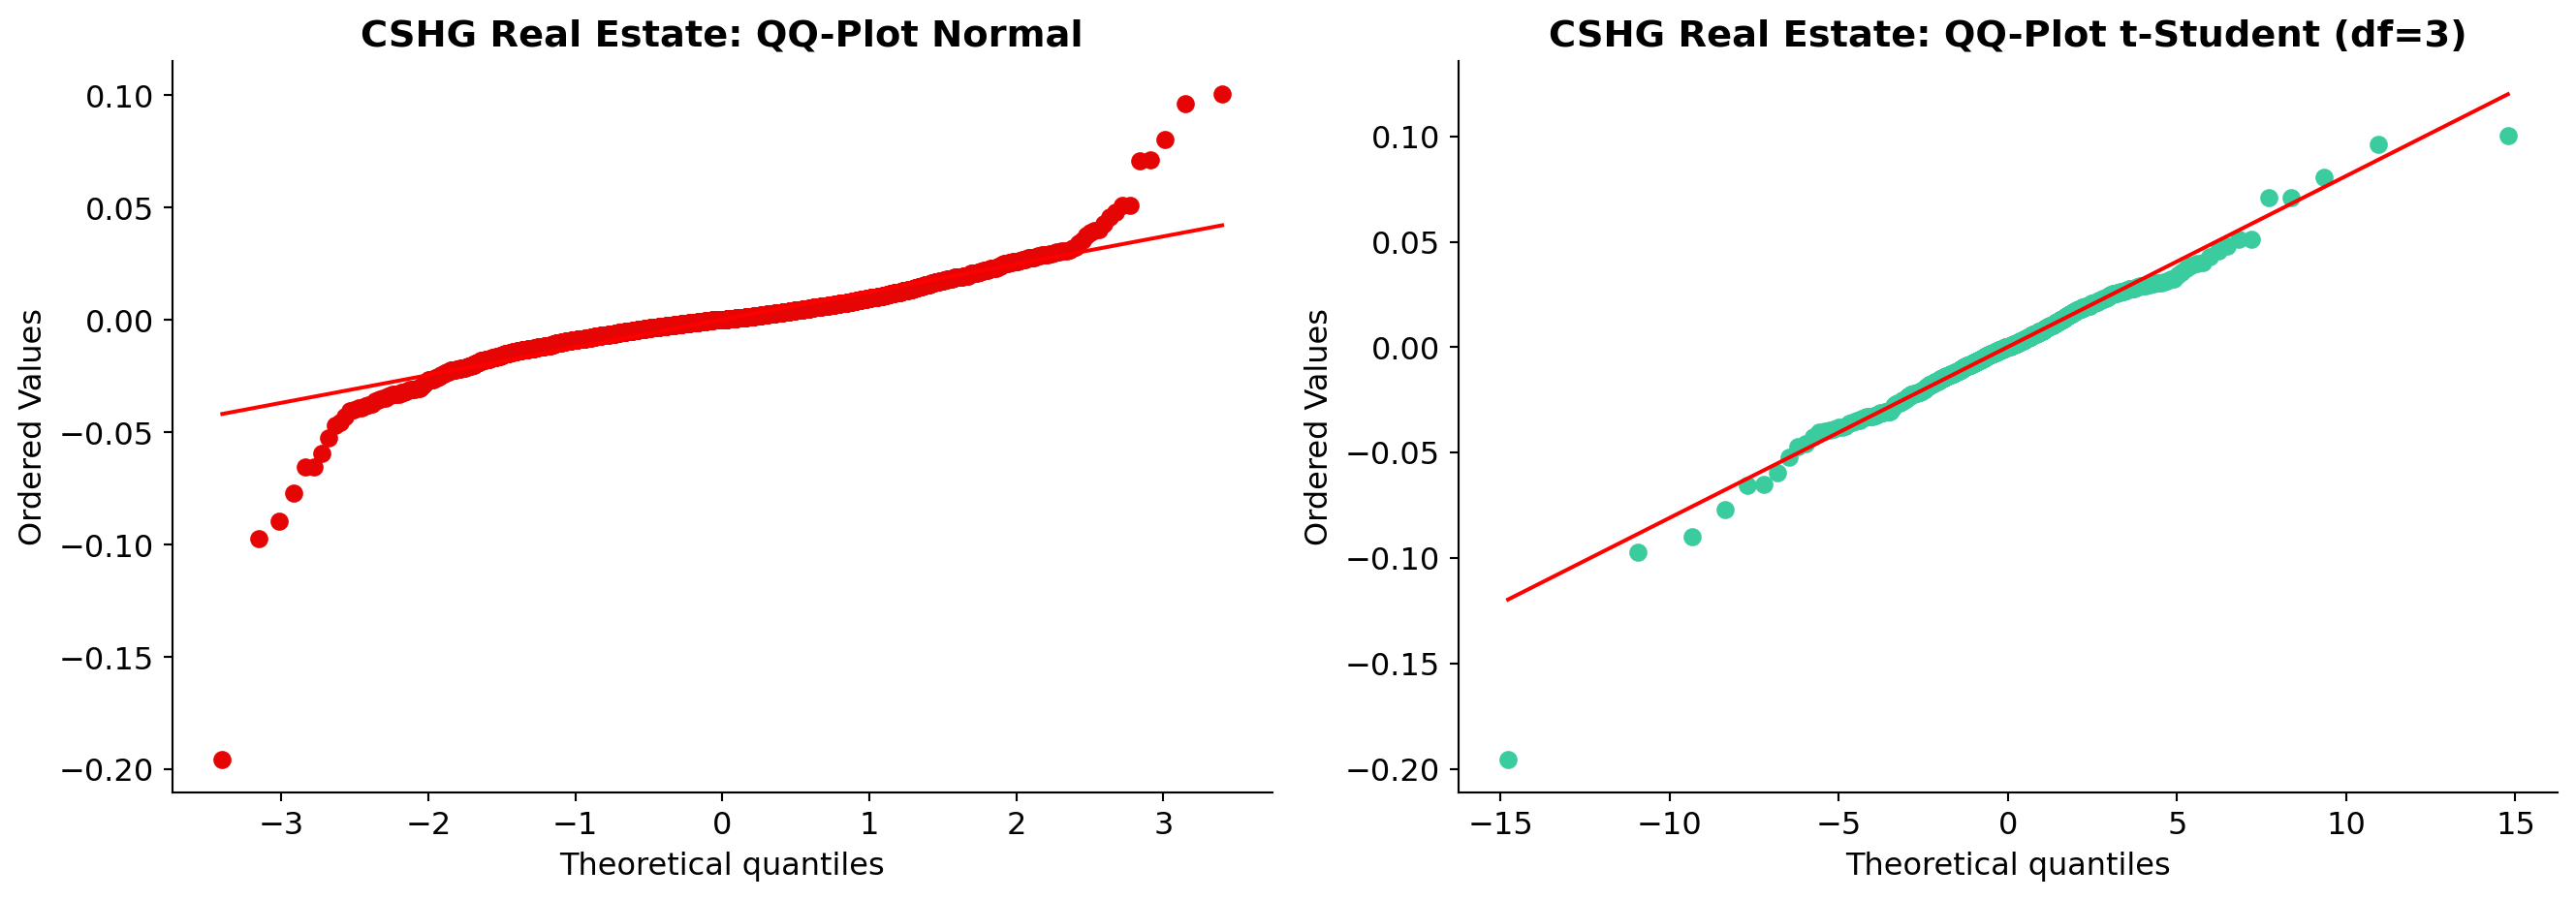 CSHG Real Estate: QQ-Plot Normal
0.10
0.05
0.00
−0.05
−0.10
−0.15
−0.20
Ordered Values
−3 −2 −1 0 1 2 3
Theoretical quantiles
CSHG Real Estate: QQ-Plot t-Student (df=3)
0.10
0.05
0.00
−0.05
−0.10
−0.15
−0.20
Ordered Values
−15 −10 −5 0 5 10 15
Theoretical quantiles